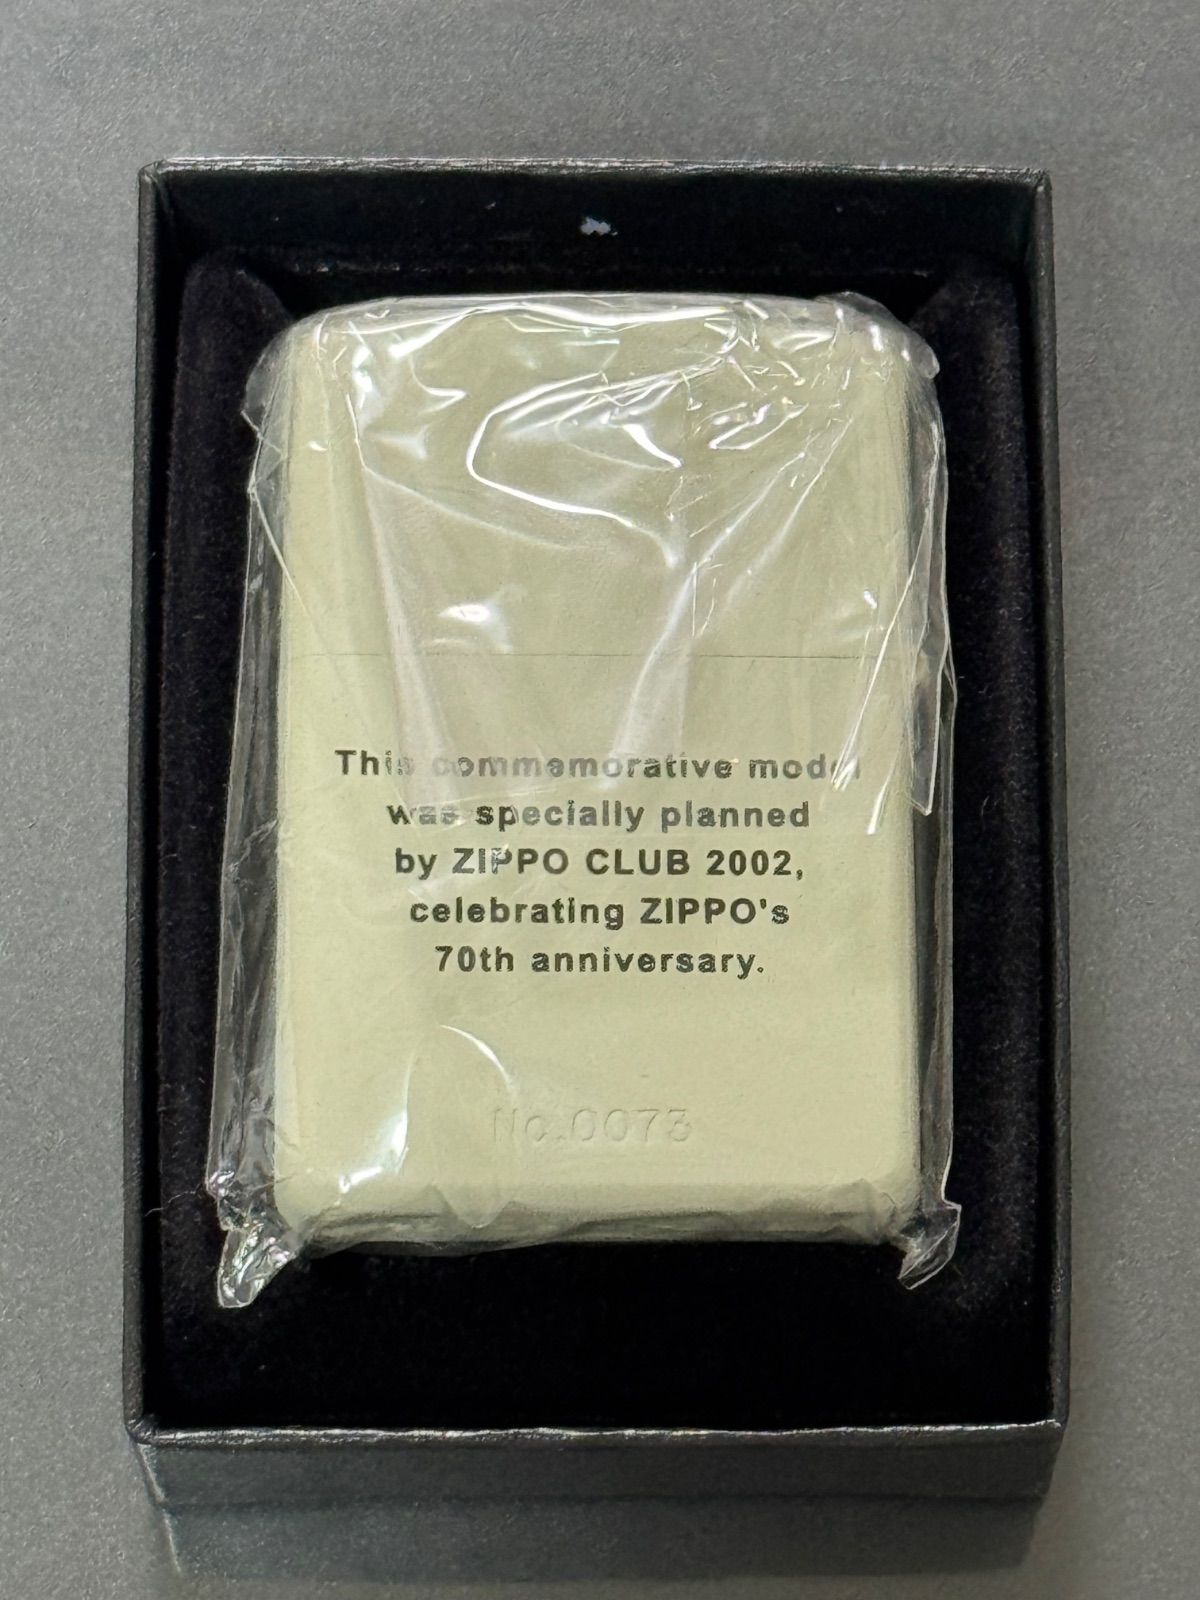 This commemorative model
was specially planned
by ZIPPO CLUB 2002,
celebrating ZIPPO's
70th anniversary.
No.0073